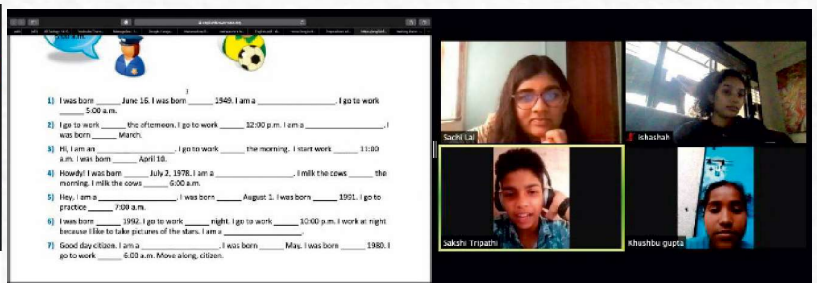 1) I was born ______ June 16. I was born ______ 1949. I am a ____________________. I go to work
______ 5:00 a.m.
2) I go to work ______ the afternoon. I go to work ______ 12:00 p.m. I am a ____________________. I
was born ______ March.
3) Hi, I am an ____________________. I go to work ______ the morning. I start work ______ 11:00
a.m. I was born ______ April 10.
4) Howdy! I was born ______ July 2, 1978. I am a ____________________. I milk the cows ______ the
morning. I milk the cows ______ 6:00 a.m.
5) Hey, I am a ____________________. I was born ______ August 1. I was born ______ 1991. I go to
practice ______ 7:00 a.m.
6) I was born ______ 1992. I go to work ______ night. I go to work ______ 10:00 p.m. I work at night
because I like to take pictures of the stars. I am a ____________________.
7) Good day citizen. I am a ____________________. I was born ______ May. I was born ______ 1980. I
go to work ______ 6:00 a.m. Move along, citizen.
Sachi Lal
Ishashah
Sakshi Tripathi
Khushbu gupta